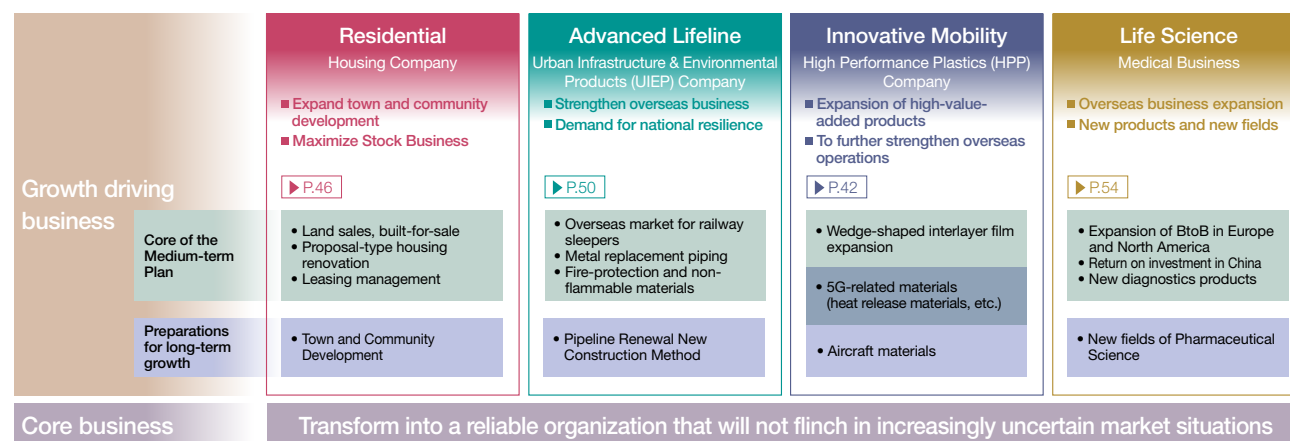 Residential
Housing Company
■ Expand town and community
development
■ Maximize Stock Business
▶ P.46
Advanced Lifeline
Urban Infrastructure & Environmental
Products (UIEP) Company
■ Strengthen overseas business
■ Demand for national resilience
▶ P.50
Innovative Mobility
High Performance Plastics (HPP)
Company
■ Expansion of high-value-
added products
■ To further strengthen overseas
operations
▶ P.42
Life Science
Medical Business
■ Overseas business expansion
■ New products and new fields
▶ P.54
Growth driving
business
Core of the
Medium-term
Plan
• Land sales, built-for-sale
• Proposal-type housing
renovation
• Leasing management
• Overseas market for railway
sleepers
• Metal replacement piping
• Fire-protection and non-
flammable materials
• Wedge-shaped interlayer film
expansion
• 5G-related materials
(heat release materials, etc.)
• Expansion of BtoB in Europe
and North America
• Return on investment in China
• New diagnostics products
Preparations
for long-term
growth
• Town and Community
Development
• Pipeline Renewal New
Construction Method
• Aircraft materials
• New fields of Pharmaceutical
Science
Core business
Transform into a reliable organization that will not flinch in increasingly uncertain market situations